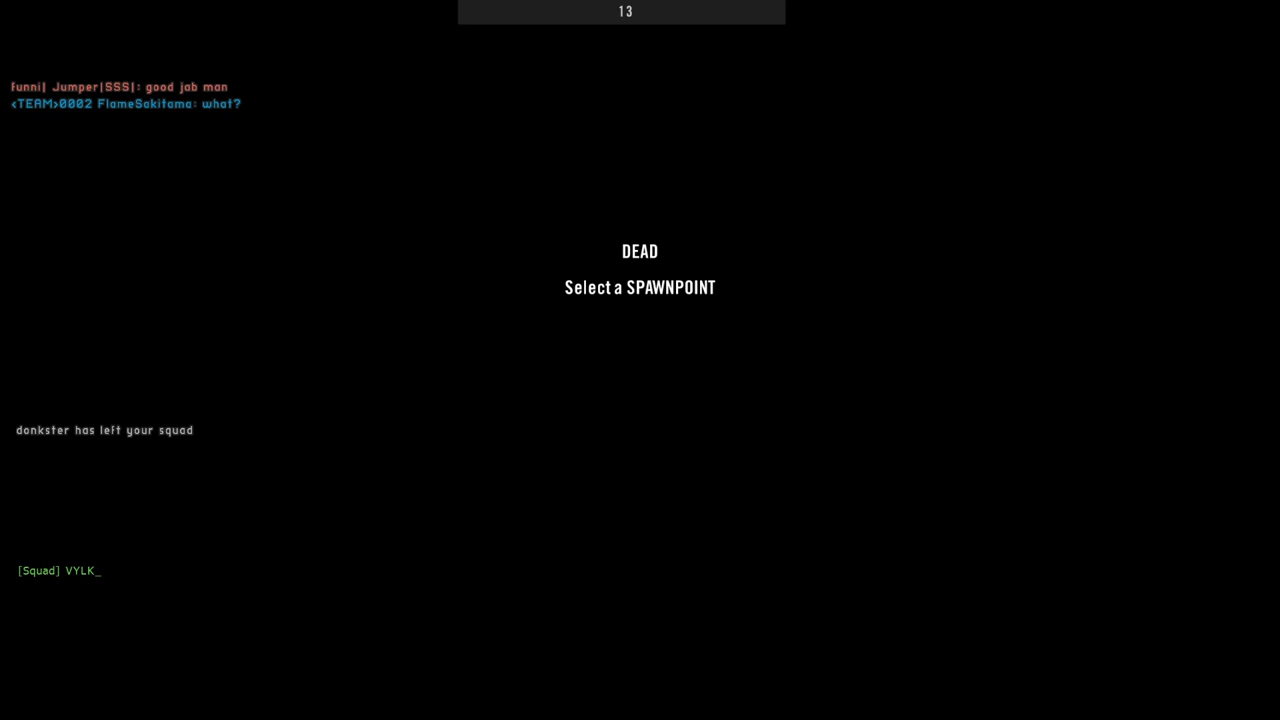 13
funni| Jumper|SSS|: good jab man
<TEAM>0002 FlameSakitama: what?
DEAD
Select a SPAWNPOINT
donkster has left your squad
[Squad] VYLK_